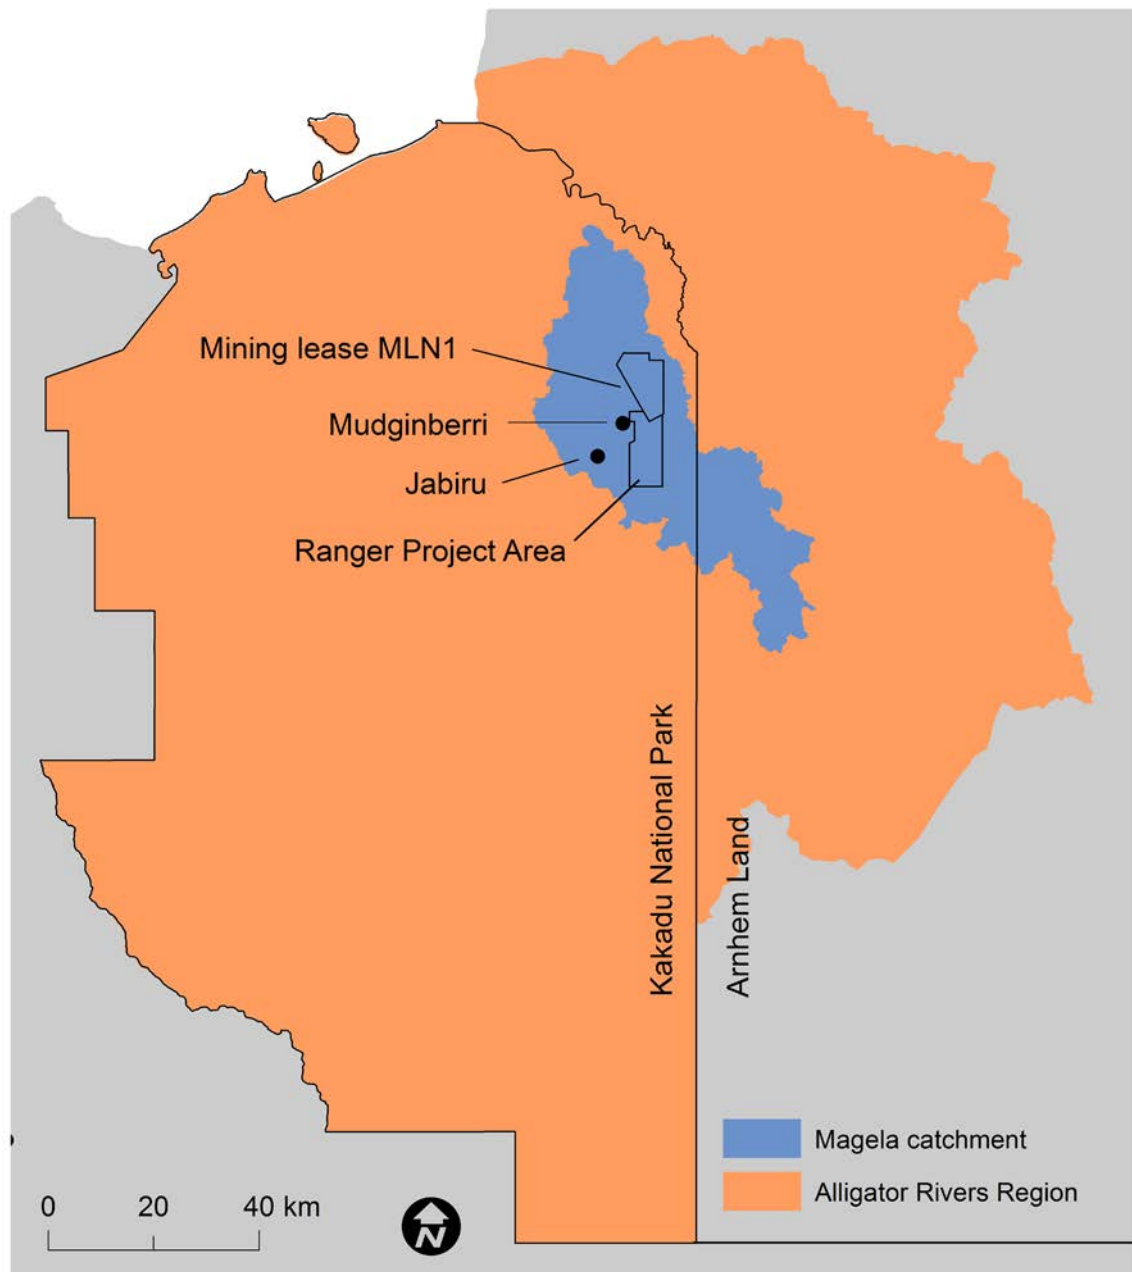 Mining lease MLN1
Mudginberri
Jabiru
Ranger Project Area
Kakadu National Park
Arnhem Land
Magela catchment
Alligator Rivers Region
0 20 40 km
N